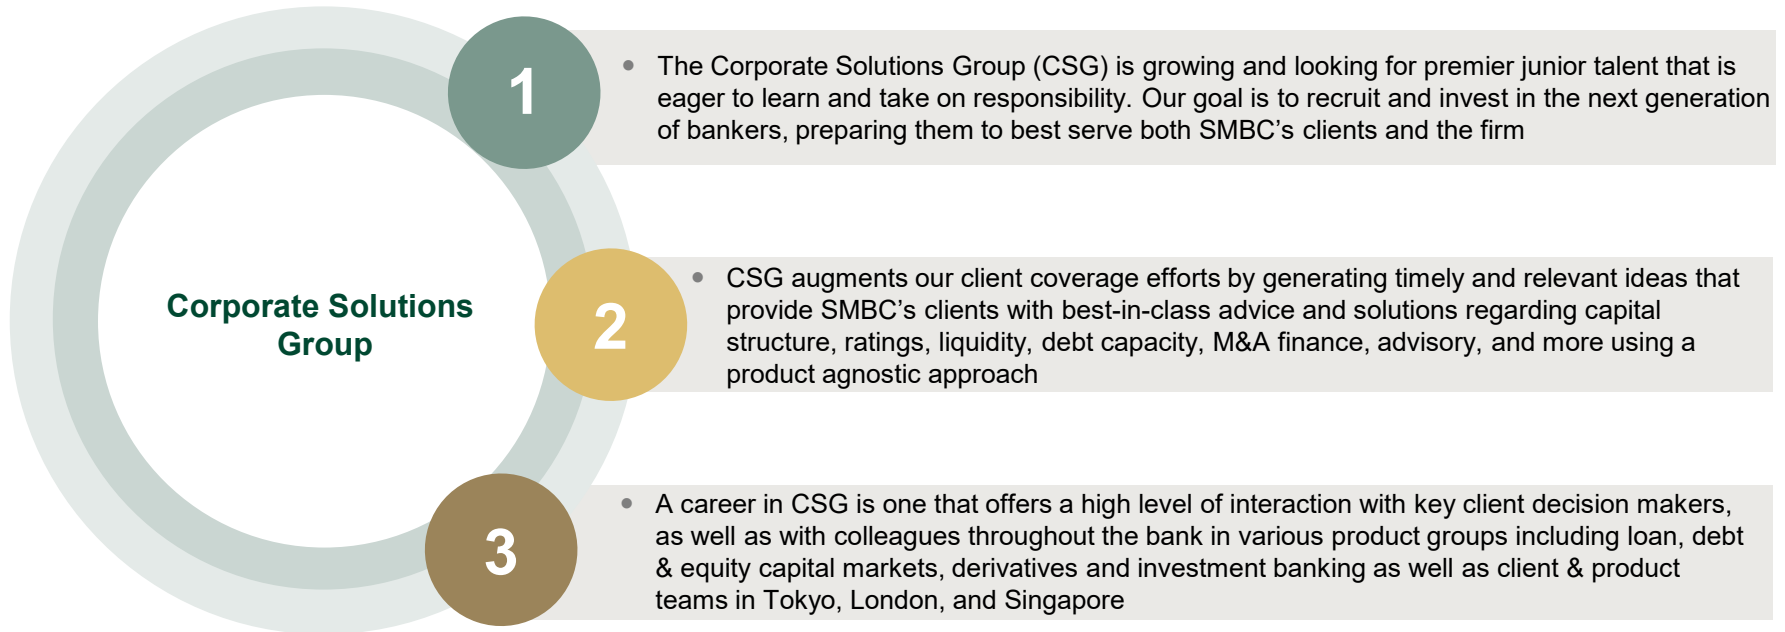 Corporate Solutions
Group
1
• The Corporate Solutions Group (CSG) is growing and looking for premier junior talent that is
eager to learn and take on responsibility. Our goal is to recruit and invest in the next generation
of bankers, preparing them to best serve both SMBC’s clients and the firm
2
• CSG augments our client coverage efforts by generating timely and relevant ideas that
provide SMBC’s clients with best-in-class advice and solutions regarding capital
structure, ratings, liquidity, debt capacity, M&A finance, advisory, and more using a
product agnostic approach
3
• A career in CSG is one that offers a high level of interaction with key client decision makers,
as well as with colleagues throughout the bank in various product groups including loan, debt
& equity capital markets, derivatives and investment banking as well as client & product
teams in Tokyo, London, and Singapore